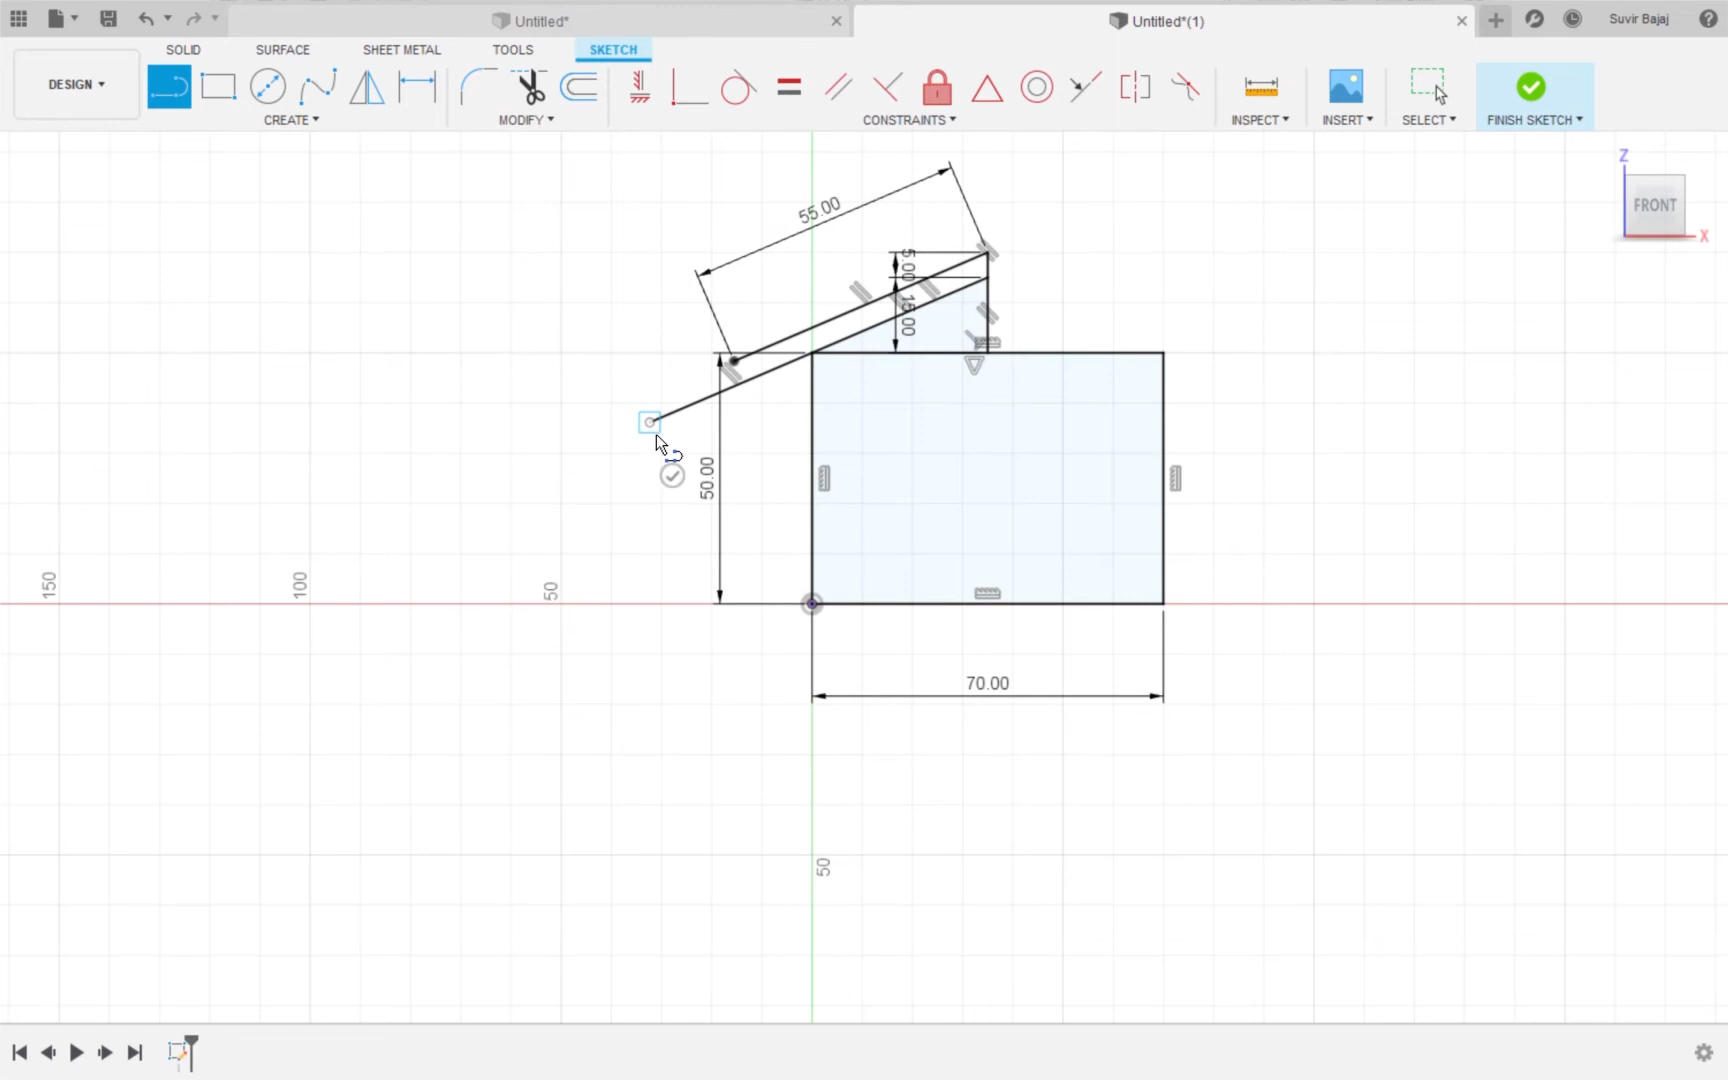 Untitled*
Untitled*(1)
Suvir Bajaj
SOLID
SURFACE
SHEET METAL
TOOLS
SKETCH
DESIGN
CREATE
MODIFY
CONSTRAINTS
INSPECT
INSERT
SELECT
FINISH SKETCH
Z
FRONT
X
55.00
5.00
15.00
50.00
150
100
50
70.00
50